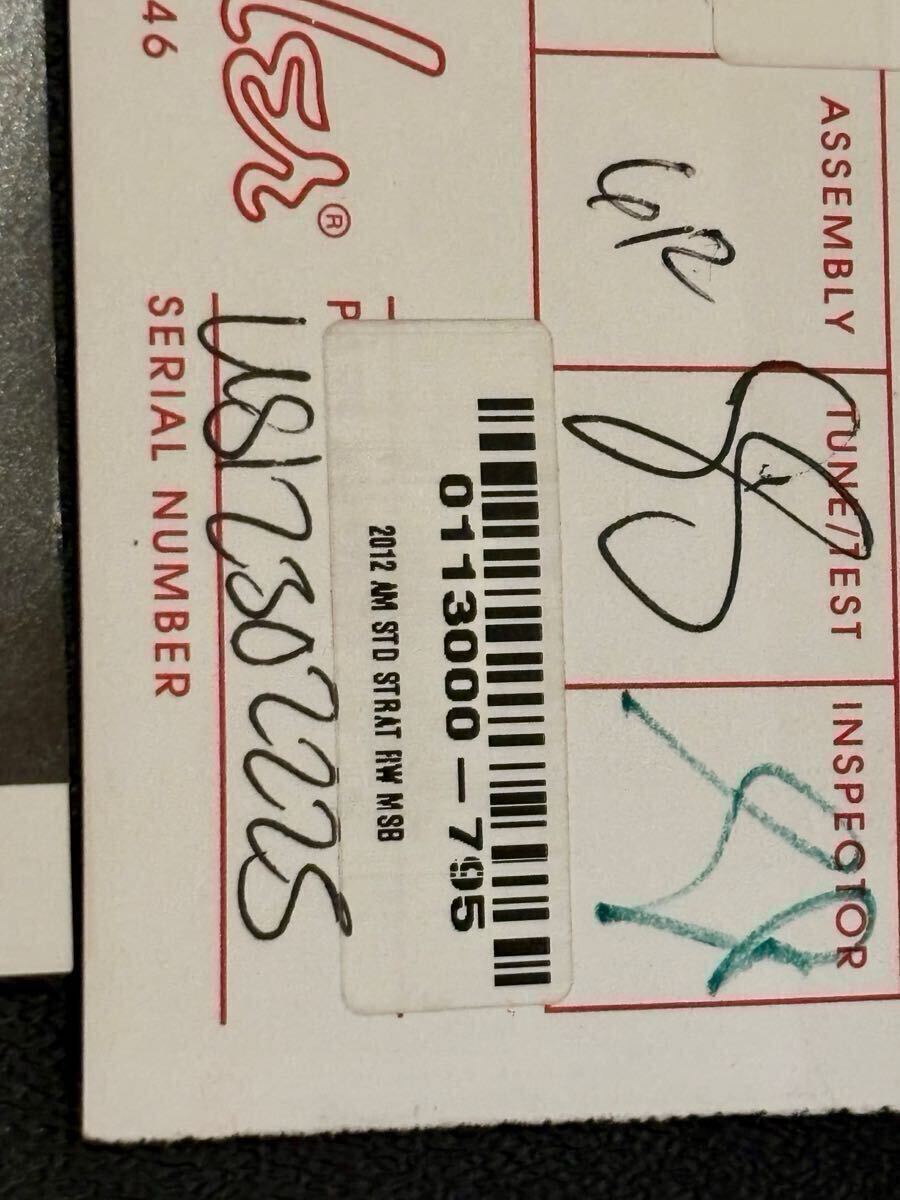 ASSEMBLY
TUNE/TEST
INSPECTOR
0113000-795
2012 AM STD STRAT RW MSB
P
US12302225
SERIAL NUMBER
46